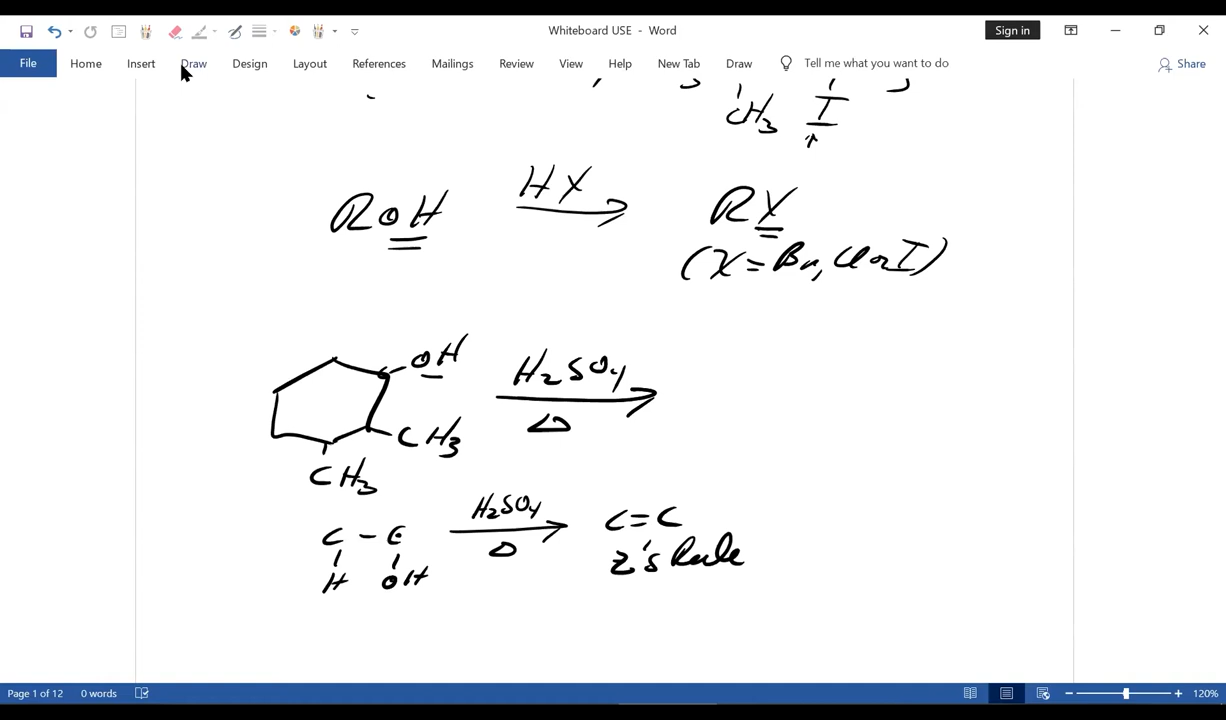 Whiteboard USE - Word
Sign in
File Home Insert Draw Design Layout References Mailings Review View Help New Tab Draw Tell me what you want to do Share
CH3 I
ROH HX RX
(X = Br, Cl or I)
OH H2SO4
Δ
CH3
CH3
C - C H2SO4 C = C
Δ Z's Rule
H OH
Page 1 of 12 0 words 120%